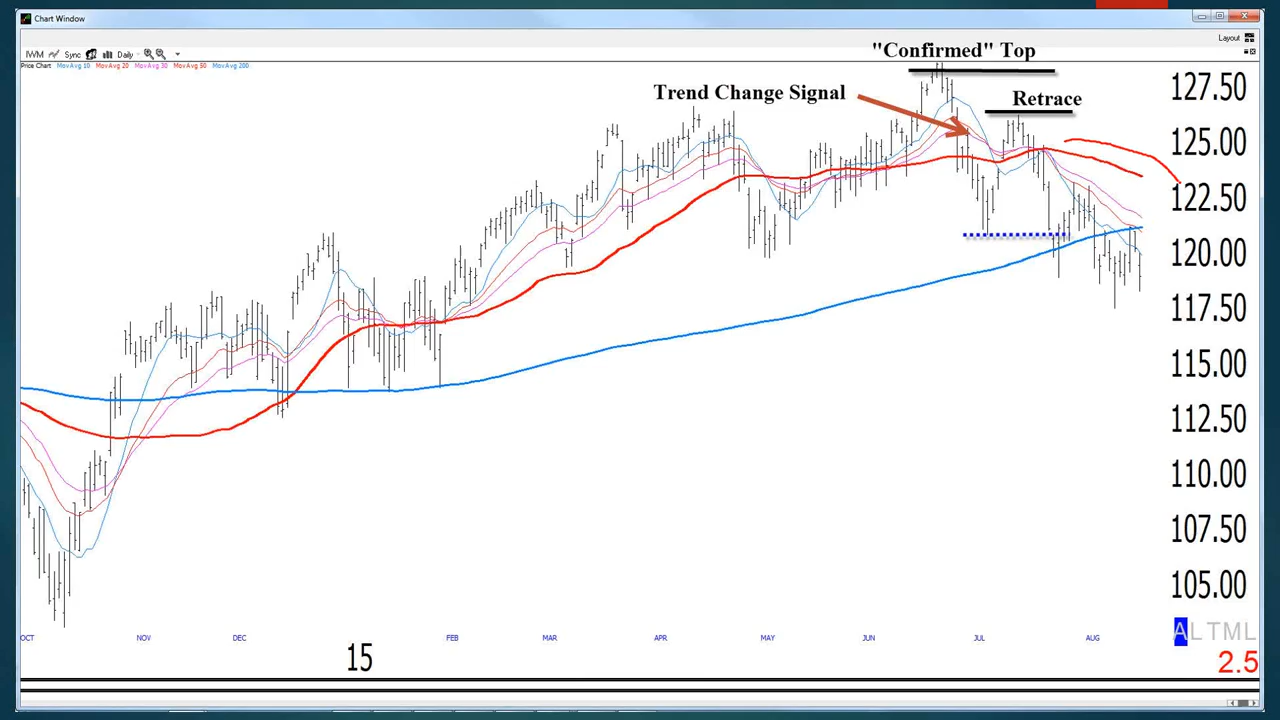 Chart Window
Layout
IWM Sync Daily
Price Chart MovAvg 10 MovAvg 20 MovAvg 30 MovAvg 50 MovAvg 200
"Confirmed" Top
Trend Change Signal
Retrace
127.50
125.00
122.50
120.00
117.50
115.00
112.50
110.00
107.50
105.00
OCT NOV DEC FEB MAR APR MAY JUN JUL AUG
15
ALTML
2.5